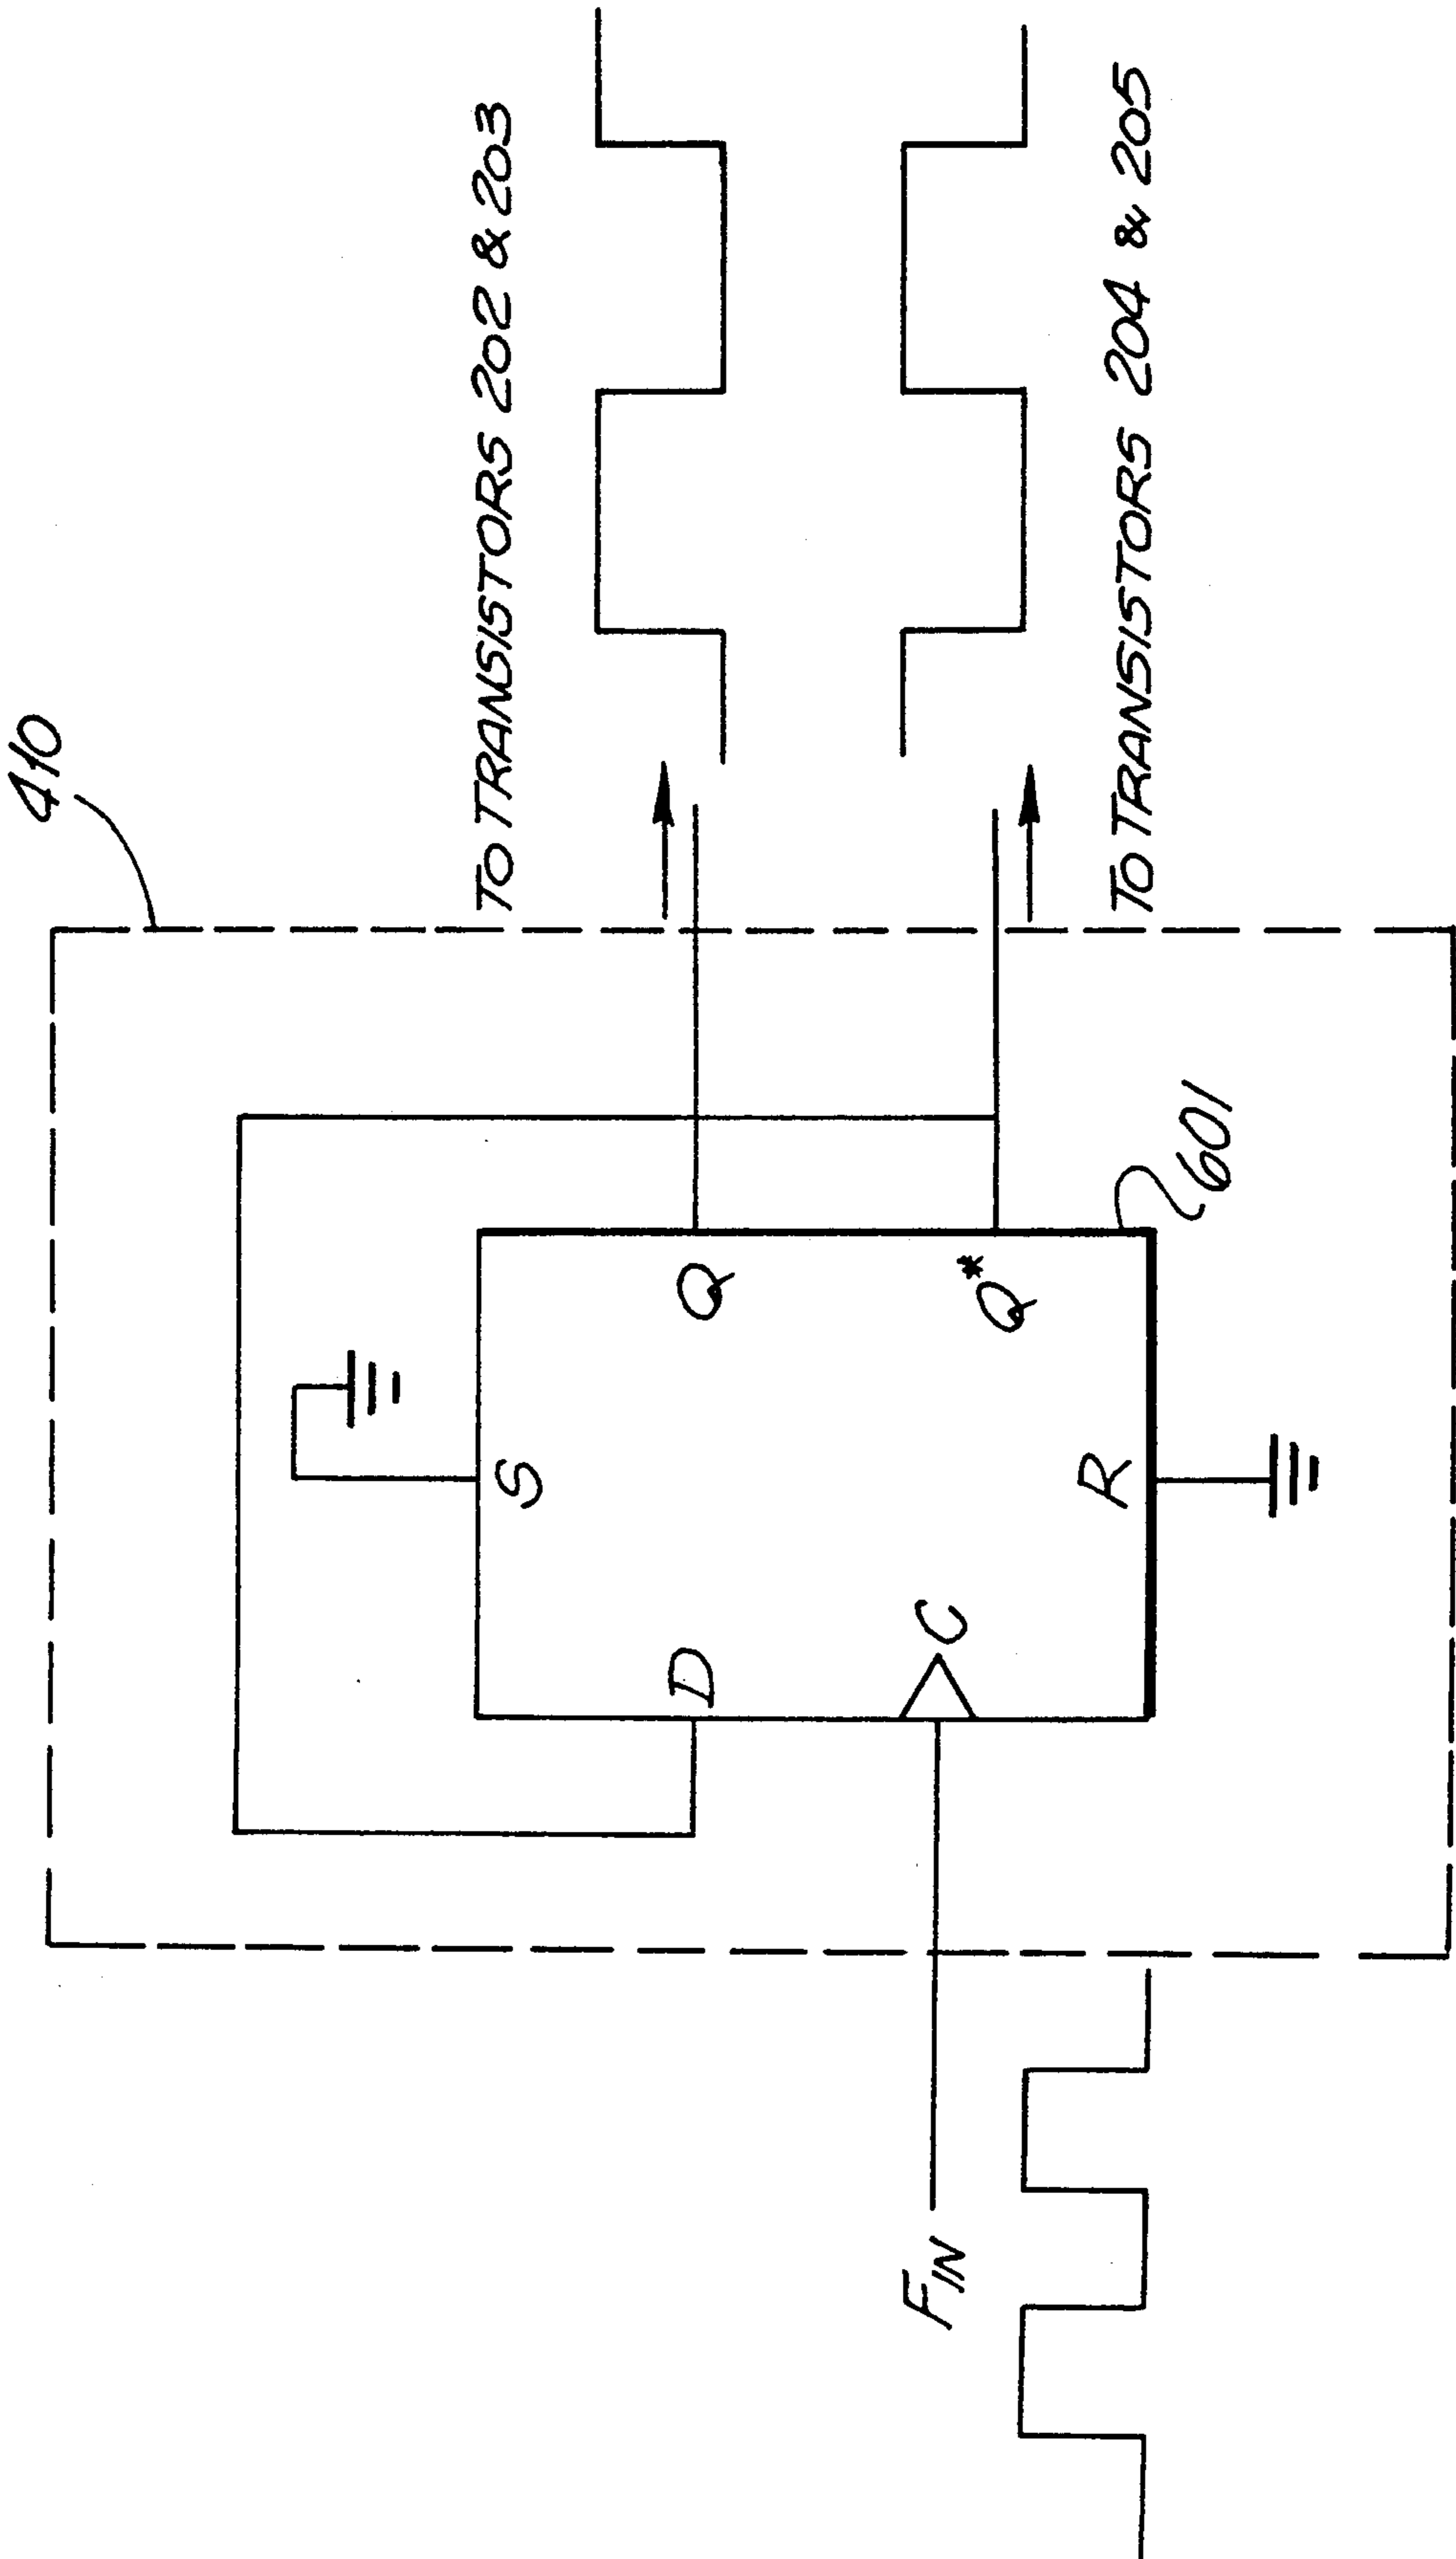 410
TO TRANSISTORS 202 & 203
S
D
Q
C
Q*
R
601
FIN
TO TRANSISTORS 204 & 205